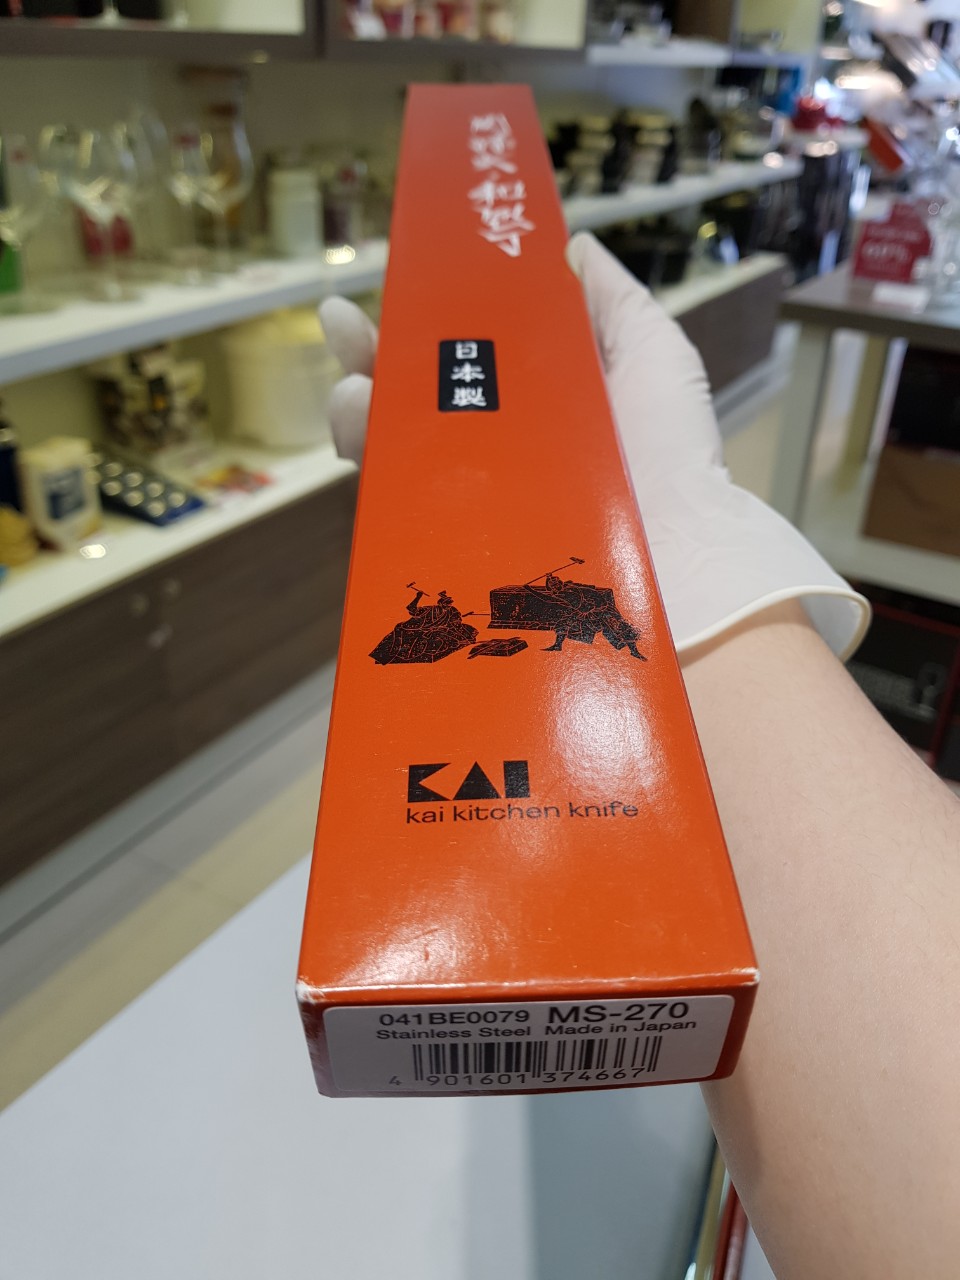 日本製
KAI
kai kitchen knife
041BE0079 MS-270
Stainless Steel Made in Japan
4 901601 374667